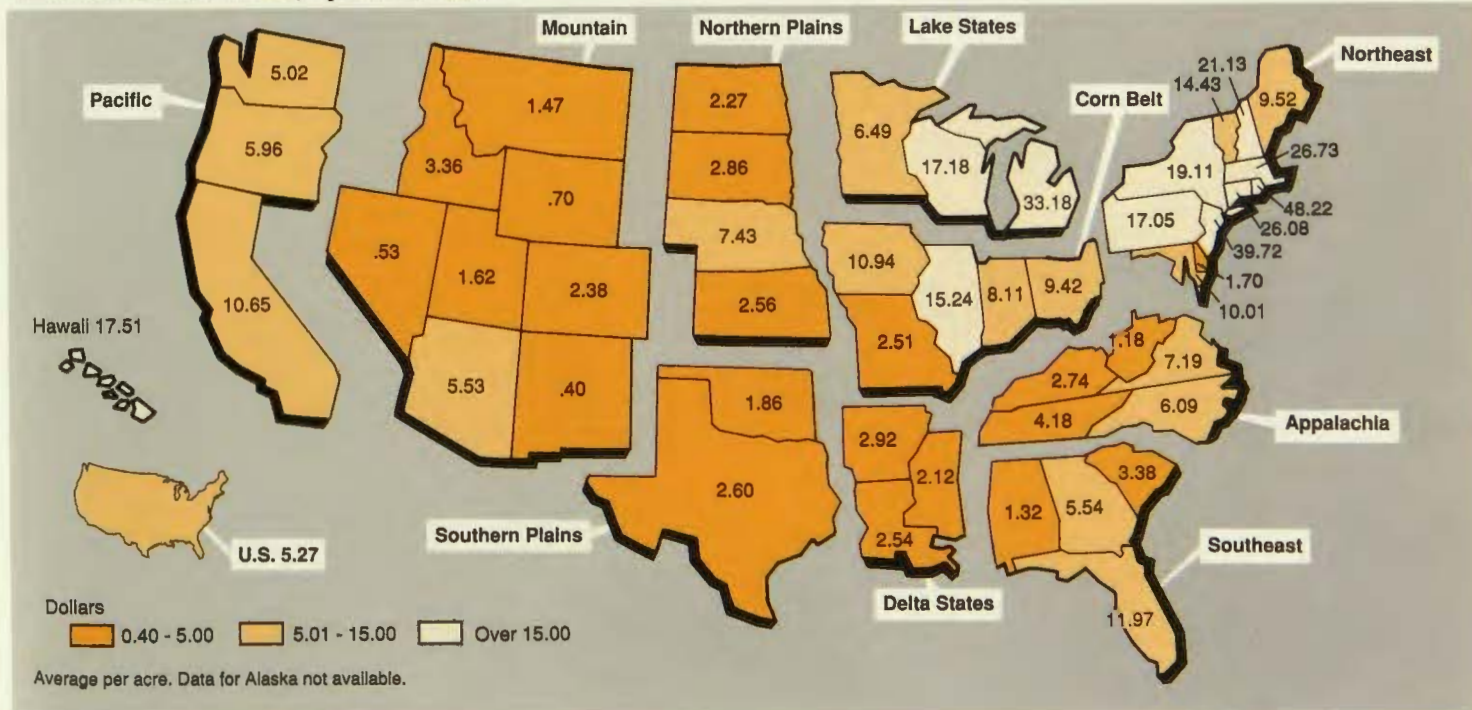 Mountain
Northern Plains
Lake States
Northeast
Pacific
Corn Belt
5.02
5.96
10.65
1.47
3.36
.70
.53
1.62
2.38
5.53
.40
2.27
2.86
7.43
2.56
6.49
17.18
33.18
10.94
15.24
8.11
9.42
2.51
21.13
14.43
9.52
26.73
19.11
48.22
17.05
26.08
39.72
1.70
10.01
Hawaii 17.51
1.18
7.19
2.74
6.09
4.18
Appalachia
1.86
2.60
Southern Plains
2.92
2.12
2.54
Delta States
3.38
1.32
5.54
11.97
Southeast
U.S. 5.27
Dollars
0.40 - 5.00
5.01 - 15.00
Over 15.00
Average per acre. Data for Alaska not available.